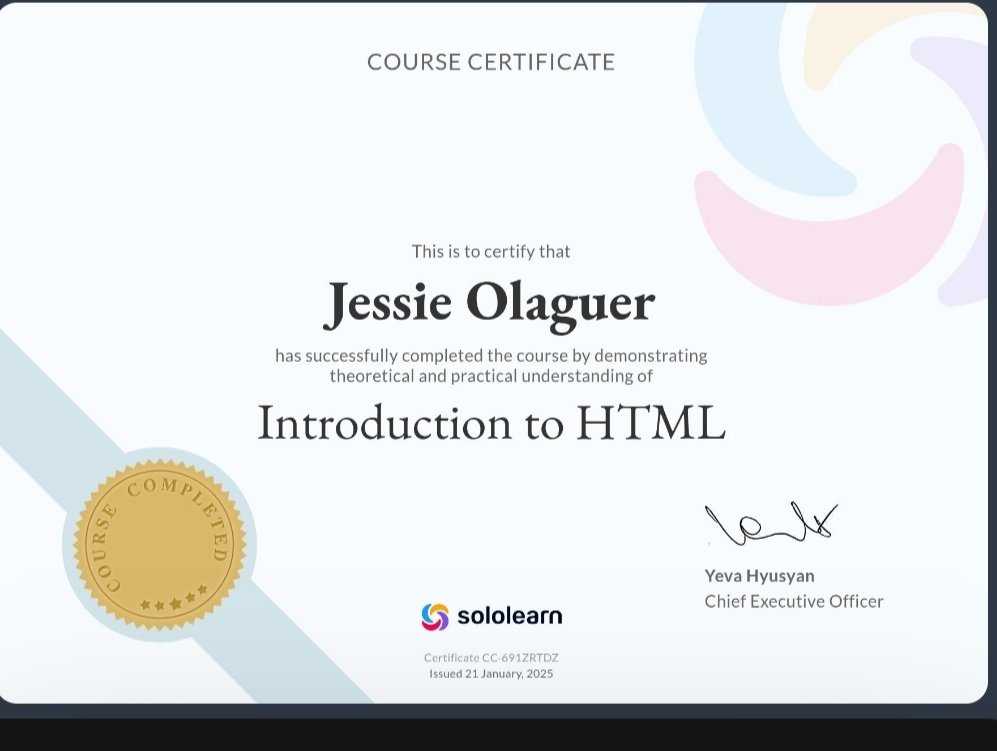 COURSE CERTIFICATE
This is to certify that
Jessie Olaguer
has successfully completed the course by demonstrating
theoretical and practical understanding of
Introduction to HTML
COURSE COMPLETED
Yeva Hyusyan
Chief Executive Officer
sololearn
Certificate CC-691ZRTDZ
Issued 21 January, 2025